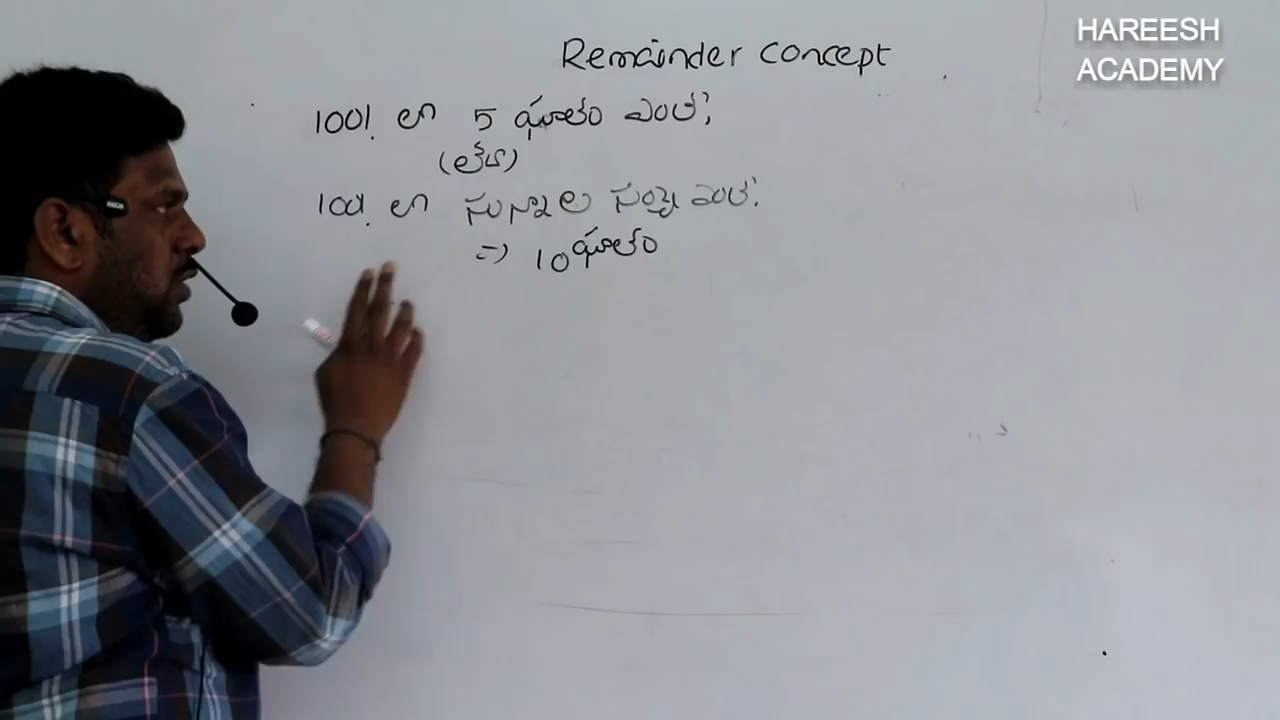 Remainder concept
HAREESH
ACADEMY
100! లా 5 ఘాతం ఎంత?
(లేదా)
100! లా సున్నాల సంఖ్య ఎంత?
=> 10 ఘాతం